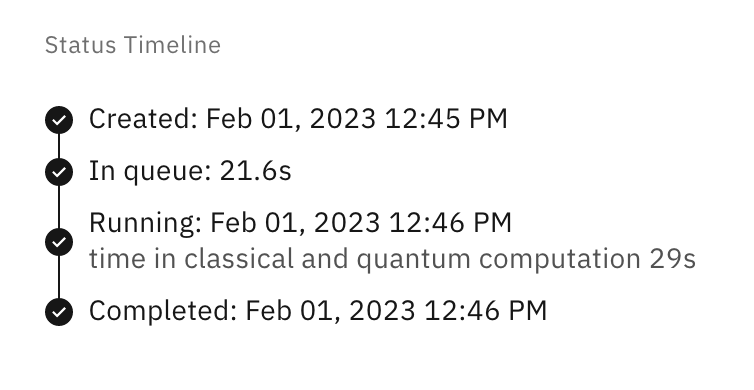 Status Timeline
Created: Feb 01, 2023 12:45 PM
In queue: 21.6s
Running: Feb 01, 2023 12:46 PM
time in classical and quantum computation 29s
Completed: Feb 01, 2023 12:46 PM